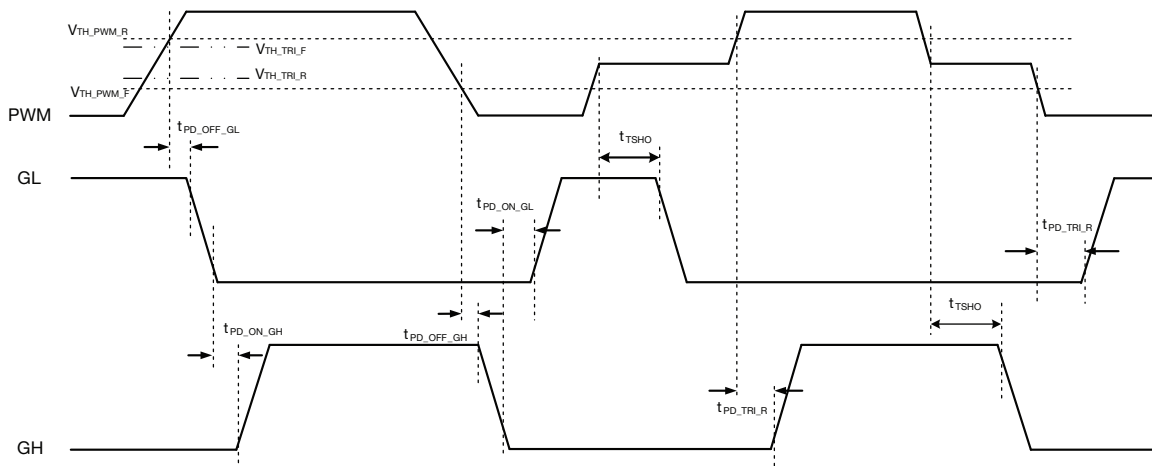 VTH_PWM_R
VTH_TRI_F
VTH_TRI_R
VTH_PWM_F
PWM
tPD_OFF_GL
tTSHO
GL
tPD_ON_GL
tPD_TRI_R
tTSHO
tPD_ON_GH
tPD_OFF_GH
tPD_TRI_R
GH